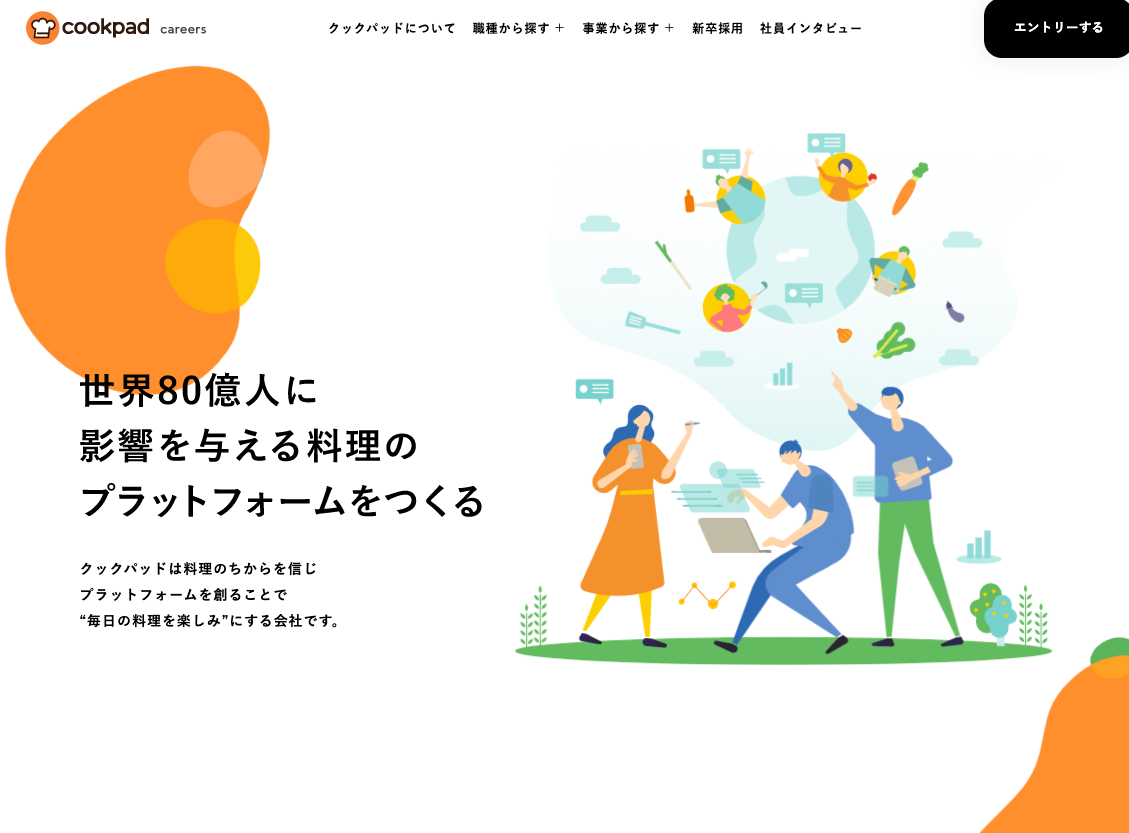 cookpad careers
クックパッドについて
職種から探す +
事業から探す +
新卒採用
社員インタビュー
エントリーする
世界80億人に
影響を与える料理の
プラットフォームをつくる
クックパッドは料理のちからを信じ
プラットフォームを創ることで
“毎日の料理を楽しみ”にする会社です。